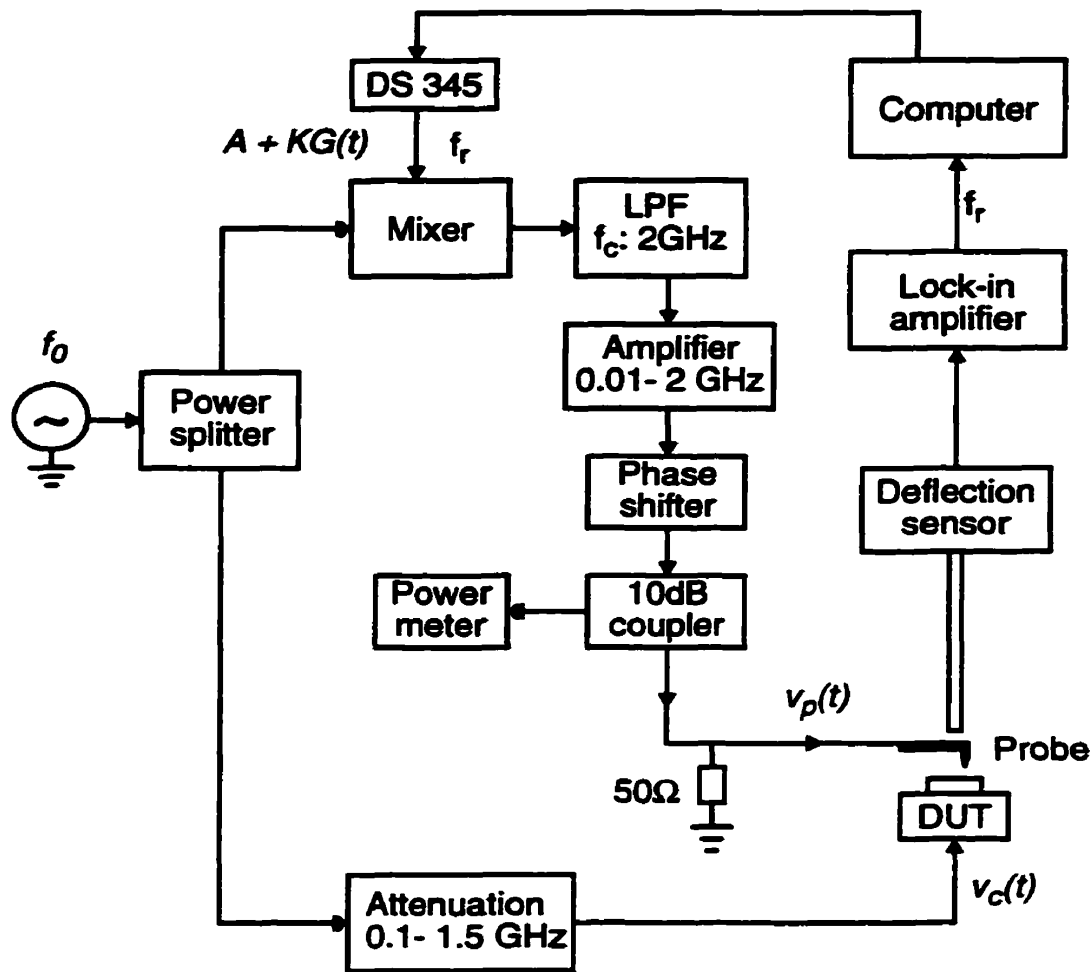 DS 345
Computer
A + KG(t)
f_r
f_r
Mixer
LPF
f_c: 2GHz
Lock-in
amplifier
f_0
Amplifier
0.01- 2 GHz
Power
splitter
Phase
shifter
Deflection
sensor
Power
meter
10dB
coupler
v_p(t)
Probe
50Ω
DUT
v_c(t)
Attenuation
0.1- 1.5 GHz
~